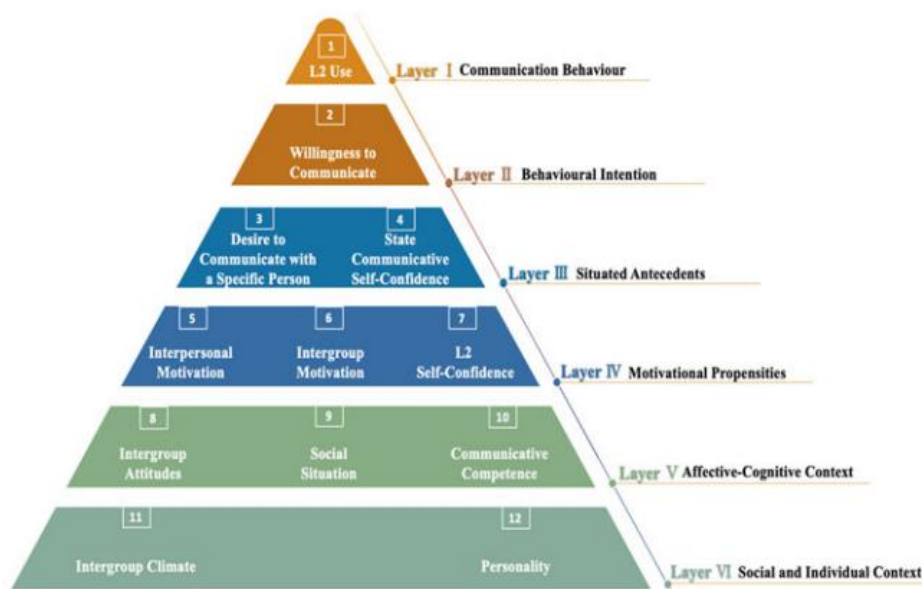 1
L2 Use
Layer Ⅰ Communication Behaviour
2
Willingness to
Communicate
Layer Ⅱ Behavioural Intention
3
Desire to
Communicate with
a Specific Person
4
State
Communicative
Self-Confidence
Layer Ⅲ Situated Antecedents
5
Interpersonal
Motivation
6
Intergroup
Motivation
7
L2
Self-Confidence
Layer Ⅳ Motivational Propensities
8
Intergroup
Attitudes
9
Social
Situation
10
Communicative
Competence
Layer Ⅴ Affective-Cognitive Context
11
Intergroup Climate
12
Personality
Layer Ⅵ Social and Individual Context